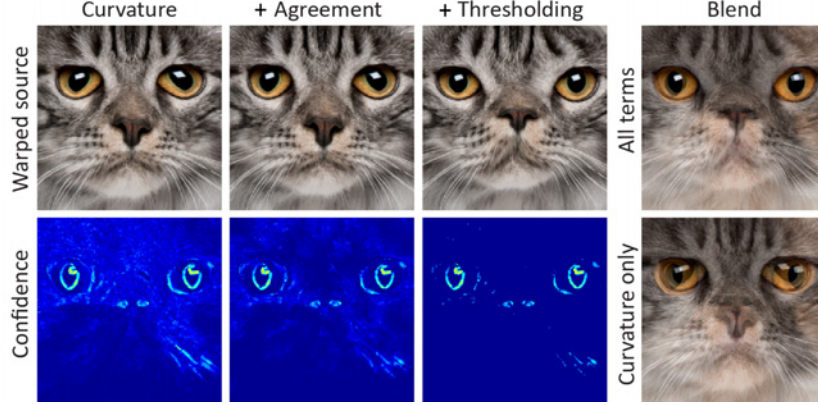 Curvature
+ Agreement
+ Thresholding
Blend
Warped source
All terms
Confidence
Curvature only